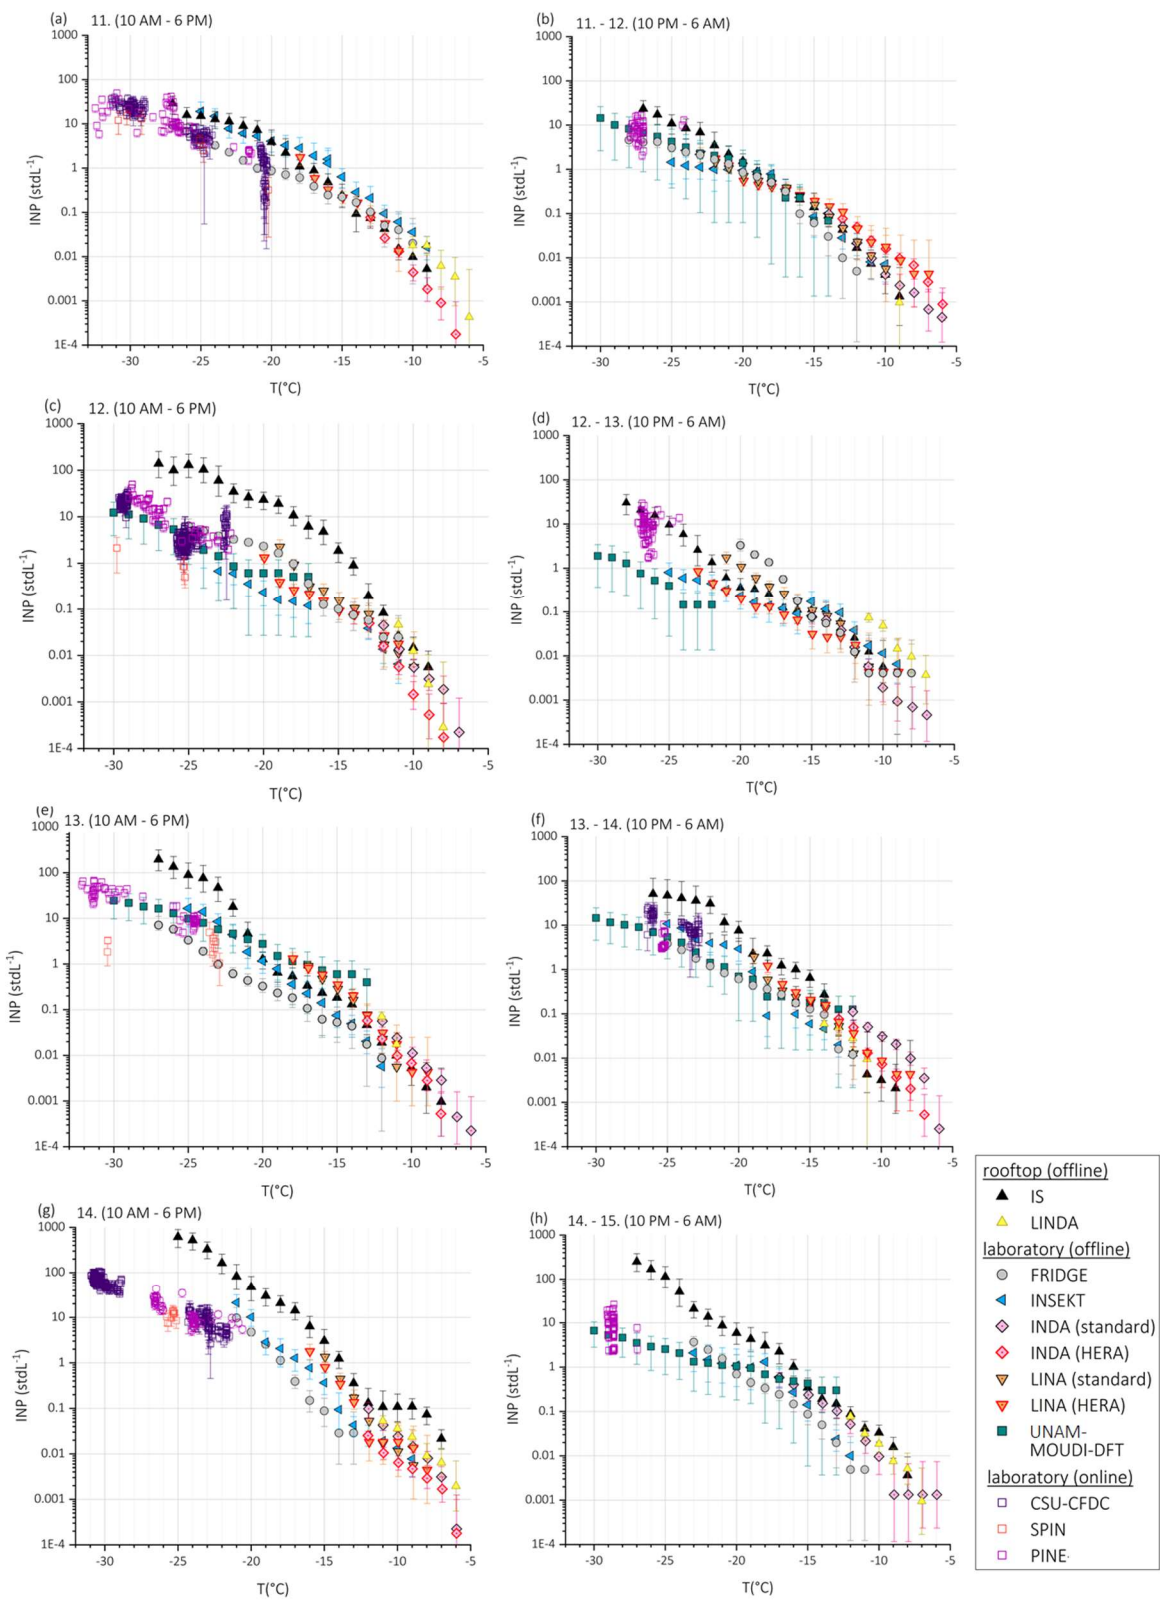 (a) 11. (10 AM - 6 PM)
1000
100
10
1
0.1
0.01
0.001
1E-4
INP (stdL⁻¹)
-30 -25 -20 -15 -10 -5
T(°C)
(b) 11. - 12. (10 PM - 6 AM)
1000
100
10
1
0.1
0.01
0.001
1E-4
INP (stdL⁻¹)
-30 -25 -20 -15 -10 -5
T(°C)
(c) 12. (10 AM - 6 PM)
1000
100
10
1
0.1
0.01
0.001
1E-4
INP (stdL⁻¹)
-30 -25 -20 -15 -10 -5
T(°C)
(d) 12. - 13. (10 PM - 6 AM)
1000
100
10
1
0.1
0.01
0.001
1E-4
INP (stdL⁻¹)
-30 -25 -20 -15 -10 -5
T(°C)
(e) 13. (10 AM - 6 PM)
1000
100
10
1
0.1
0.01
0.001
1E-4
INP (stdL⁻¹)
-30 -25 -20 -15 -10 -5
T(°C)
(f) 13. - 14. (10 PM - 6 AM)
1000
100
10
1
0.1
0.01
0.001
1E-4
INP (stdL⁻¹)
-30 -25 -20 -15 -10 -5
T(°C)
(g) 14. (10 AM - 6 PM)
1000
100
10
1
0.1
0.01
0.001
1E-4
INP (stdL⁻¹)
-30 -25 -20 -15 -10 -5
T(°C)
(h) 14. - 15. (10 PM - 6 AM)
1000
100
10
1
0.1
0.01
0.001
1E-4
INP (stdL⁻¹)
-30 -25 -20 -15 -10 -5
T(°C)
rooftop (offline)
IS
LINDA
laboratory (offline)
FRIDGE
INSEKT
INDA (standard)
INDA (HERA)
LINA (standard)
LINA (HERA)
UNAM-
MOUDI-DFT
laboratory (online)
CSU-CFDC
SPIN
PINE